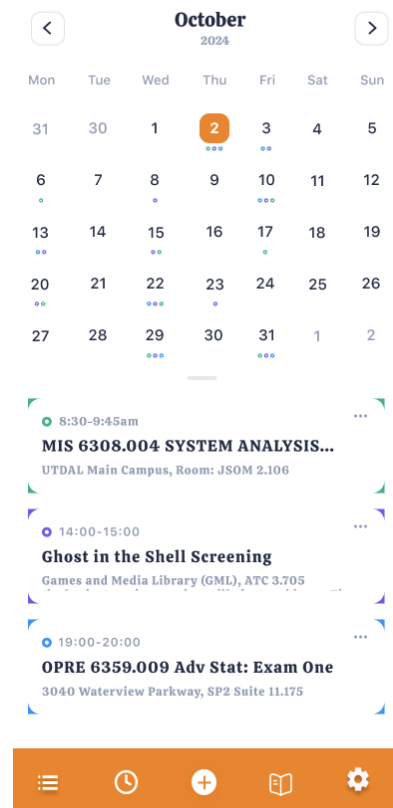 October
2024
Mon Tue Wed Thu Fri Sat Sun
31 30 1 2 3 4 5
6 7 8 9 10 11 12
13 14 15 16 17 18 19
20 21 22 23 24 25 26
27 28 29 30 31 1 2
8:30-9:45am
MIS 6308.004 SYSTEM ANALYSIS...
UTDAL Main Campus, Room: JSOM 2.106
14:00-15:00
Ghost in the Shell Screening
Games and Media Library (GML), ATC 3.705
19:00-20:00
OPRE 6359.009 Adv Stat: Exam One
3040 Waterview Parkway, SP2 Suite 11.175